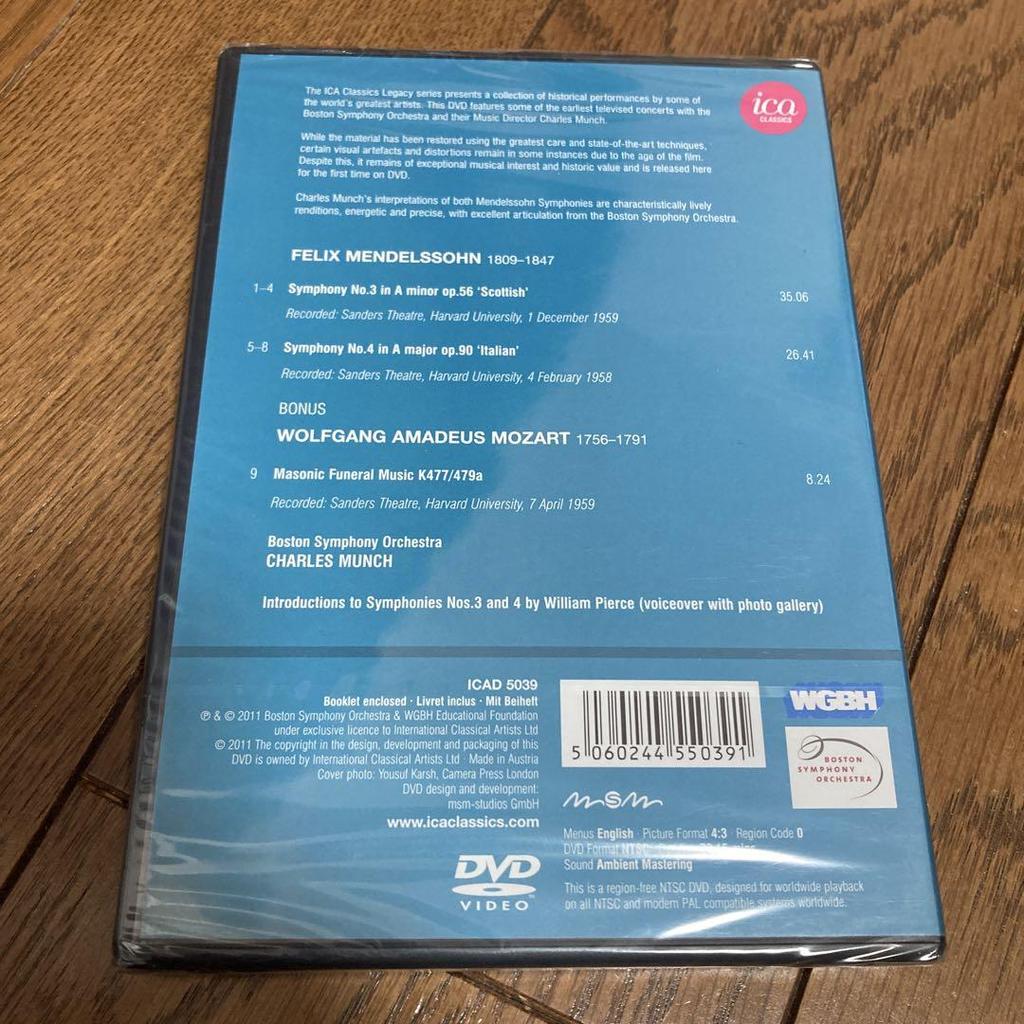 The ICA Classics Legacy series presents a collection of historical performances by some of
the world's greatest artists. This DVD features some of the earliest televised concerts with the
Boston Symphony Orchestra and their Music Director Charles Munch.
ica
CLASSICS
While the material has been restored using the greatest care and state-of-the-art techniques,
certain visual artefacts and distortions remain in some instances due to the age of the film.
Despite this, it remains of exceptional musical interest and historic value and is released here
for the first time on DVD.
Charles Munch's interpretations of both Mendelssohn Symphonies are characteristically lively
renditions, energetic and precise, with excellent articulation from the Boston Symphony Orchestra.
FELIX MENDELSSOHN 1809–1847
1–4 Symphony No.3 in A minor op.56 'Scottish' 35.06
Recorded: Sanders Theatre, Harvard University, 1 December 1959
5–8 Symphony No.4 in A major op.90 'Italian' 26.41
Recorded: Sanders Theatre, Harvard University, 4 February 1958
BONUS
WOLFGANG AMADEUS MOZART 1756–1791
9 Masonic Funeral Music K477/479a 8.24
Recorded: Sanders Theatre, Harvard University, 7 April 1959
Boston Symphony Orchestra
CHARLES MUNCH
Introductions to Symphonies Nos.3 and 4 by William Pierce (voiceover with photo gallery)
ICAD 5039
Booklet enclosed · Livret inclus · Mit Beiheft
℗ & © 2011 Boston Symphony Orchestra & WGBH Educational Foundation
under exclusive licence to International Classical Artists Ltd
© 2011 The copyright in the design, development and packaging of this
DVD is owned by International Classical Artists Ltd · Made in Austria
Cover photo: Yousuf Karsh, Camera Press London
DVD design and development:
msm-studios GmbH
www.icaclassics.com
DVD
VIDEO
5 060244 550391
WGBH
BOSTON
SYMPHONY
ORCHESTRA
msm
Menus English · Picture Format 4:3 · Region Code 0
DVD Format NTSC
Sound Ambient Mastering
This is a region-free NTSC DVD, designed for worldwide playback
on all NTSC and modern PAL compatible systems worldwide.